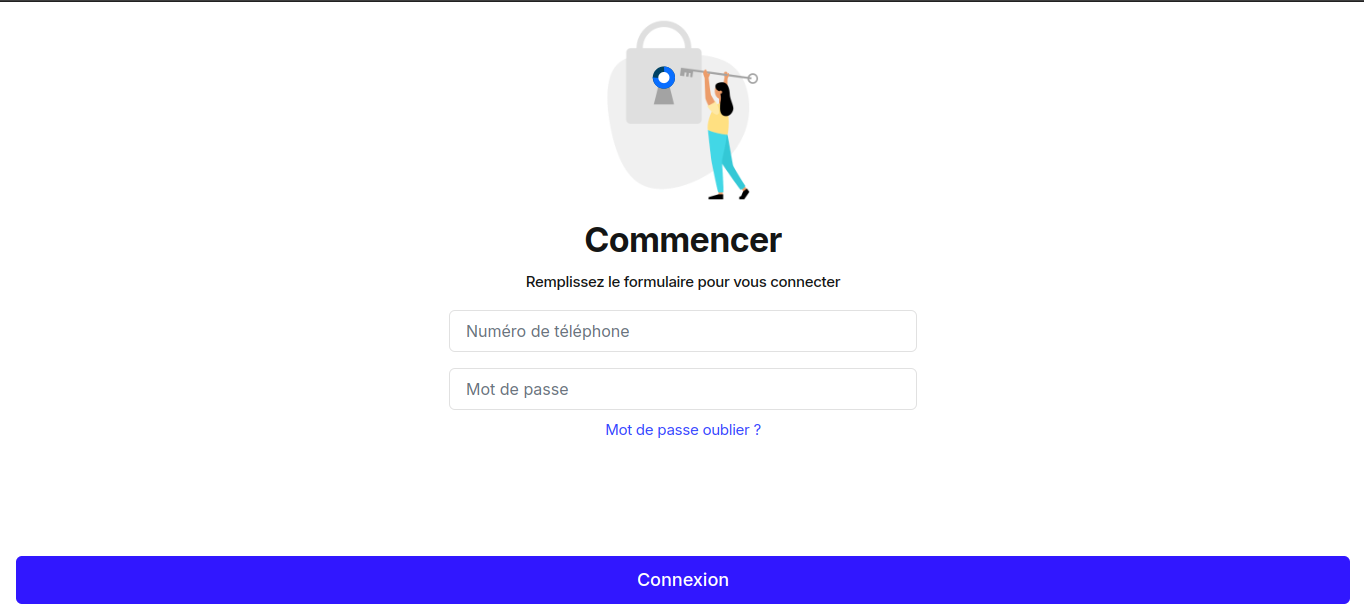 Commencer
Remplissez le formulaire pour vous connecter
Numéro de téléphone
Mot de passe
Mot de passe oublier ?
Connexion